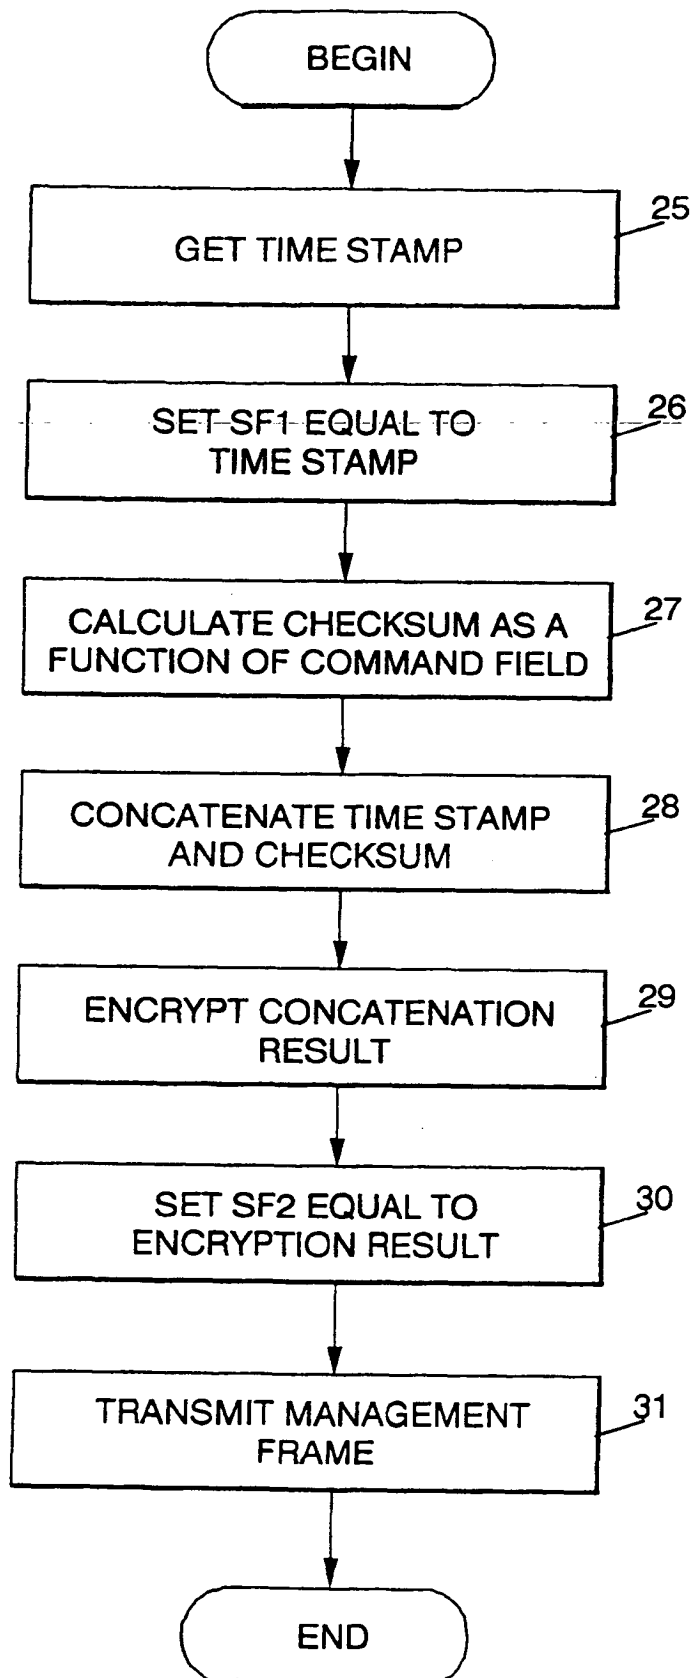 BEGIN
25
GET TIME STAMP
26
SET SF1 EQUAL TO
TIME STAMP
27
CALCULATE CHECKSUM AS A
FUNCTION OF COMMAND FIELD
28
CONCATENATE TIME STAMP
AND CHECKSUM
29
ENCRYPT CONCATENATION
RESULT
30
SET SF2 EQUAL TO
ENCRYPTION RESULT
31
TRANSMIT MANAGEMENT
FRAME
END